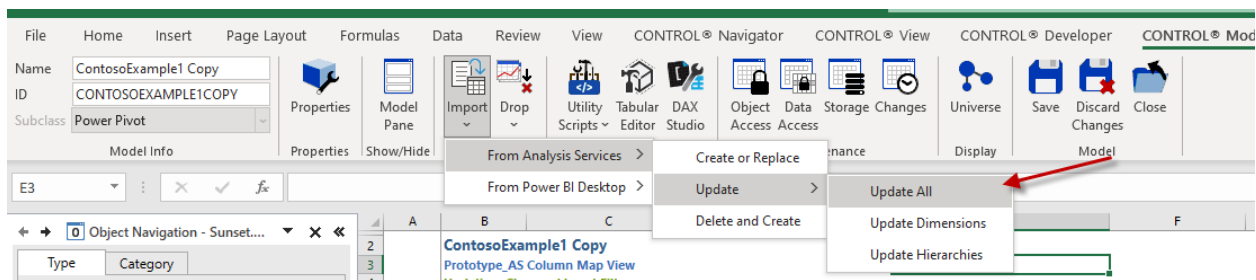 File Home Insert Page Layout Formulas Data Review View CONTROL® Navigator CONTROL® View CONTROL® Developer CONTROL® Mod
Name ContosoExample1 Copy
ID CONTOSOEXAMPLE1COPY
Subclass Power Pivot
Properties
Model Pane
Import
Drop
Utility Scripts
Tabular Editor
DAX Studio
Object Access
Data Access
Storage
Changes
Universe
Save
Discard Changes
Close
Model Info Properties Show/Hide enance Display Model
From Analysis Services
From Power BI Desktop
Create or Replace
Update
Delete and Create
Update All
Update Dimensions
Update Hierarchies
E3 fx
0 Object Navigation - Sunset....
Type Category
A B C F
2 ContosoExample1 Copy
3 Prototype_AS Column Map View